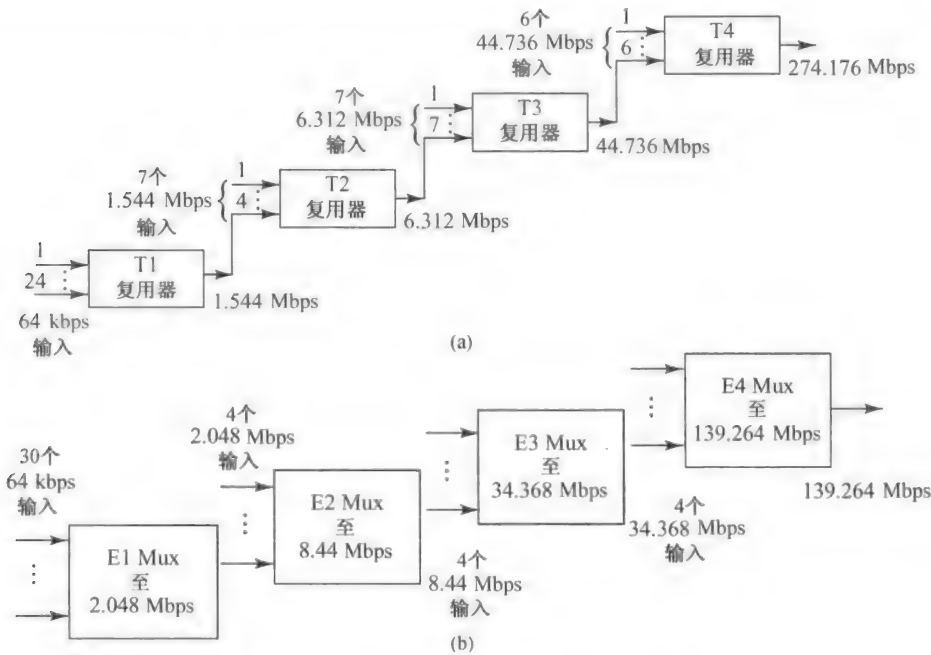 6个
44.736 Mbps
输入
1
6
T4
复用器
274.176 Mbps
7个
6.312 Mbps
输入
1
7
T3
复用器
44.736 Mbps
7个
1.544 Mbps
输入
1
4
T2
复用器
6.312 Mbps
1
24
64 kbps
输入
T1
复用器
1.544 Mbps
(a)
30个
64 kbps
输入
E1 Mux
至
2.048 Mbps
4个
2.048 Mbps
输入
E2 Mux
至
8.44 Mbps
4个
8.44 Mbps
输入
E3 Mux
至
34.368 Mbps
4个
34.368 Mbps
输入
E4 Mux
至
139.264 Mbps
139.264 Mbps
(b)